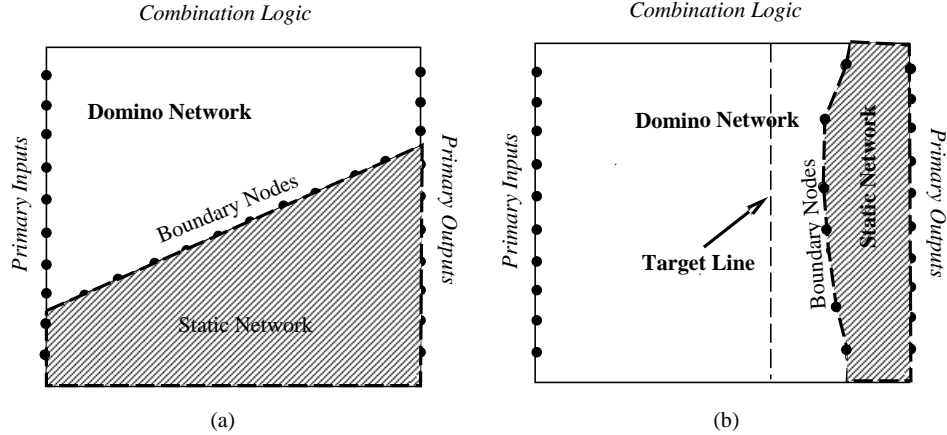 Combination Logic
Primary Inputs
Domino Network
Boundary Nodes
Static Network
Primary Outputs
(a)
Combination Logic
Primary Inputs
Domino Network
Target Line
Boundary Nodes
Static Network
Primary Outputs
(b)